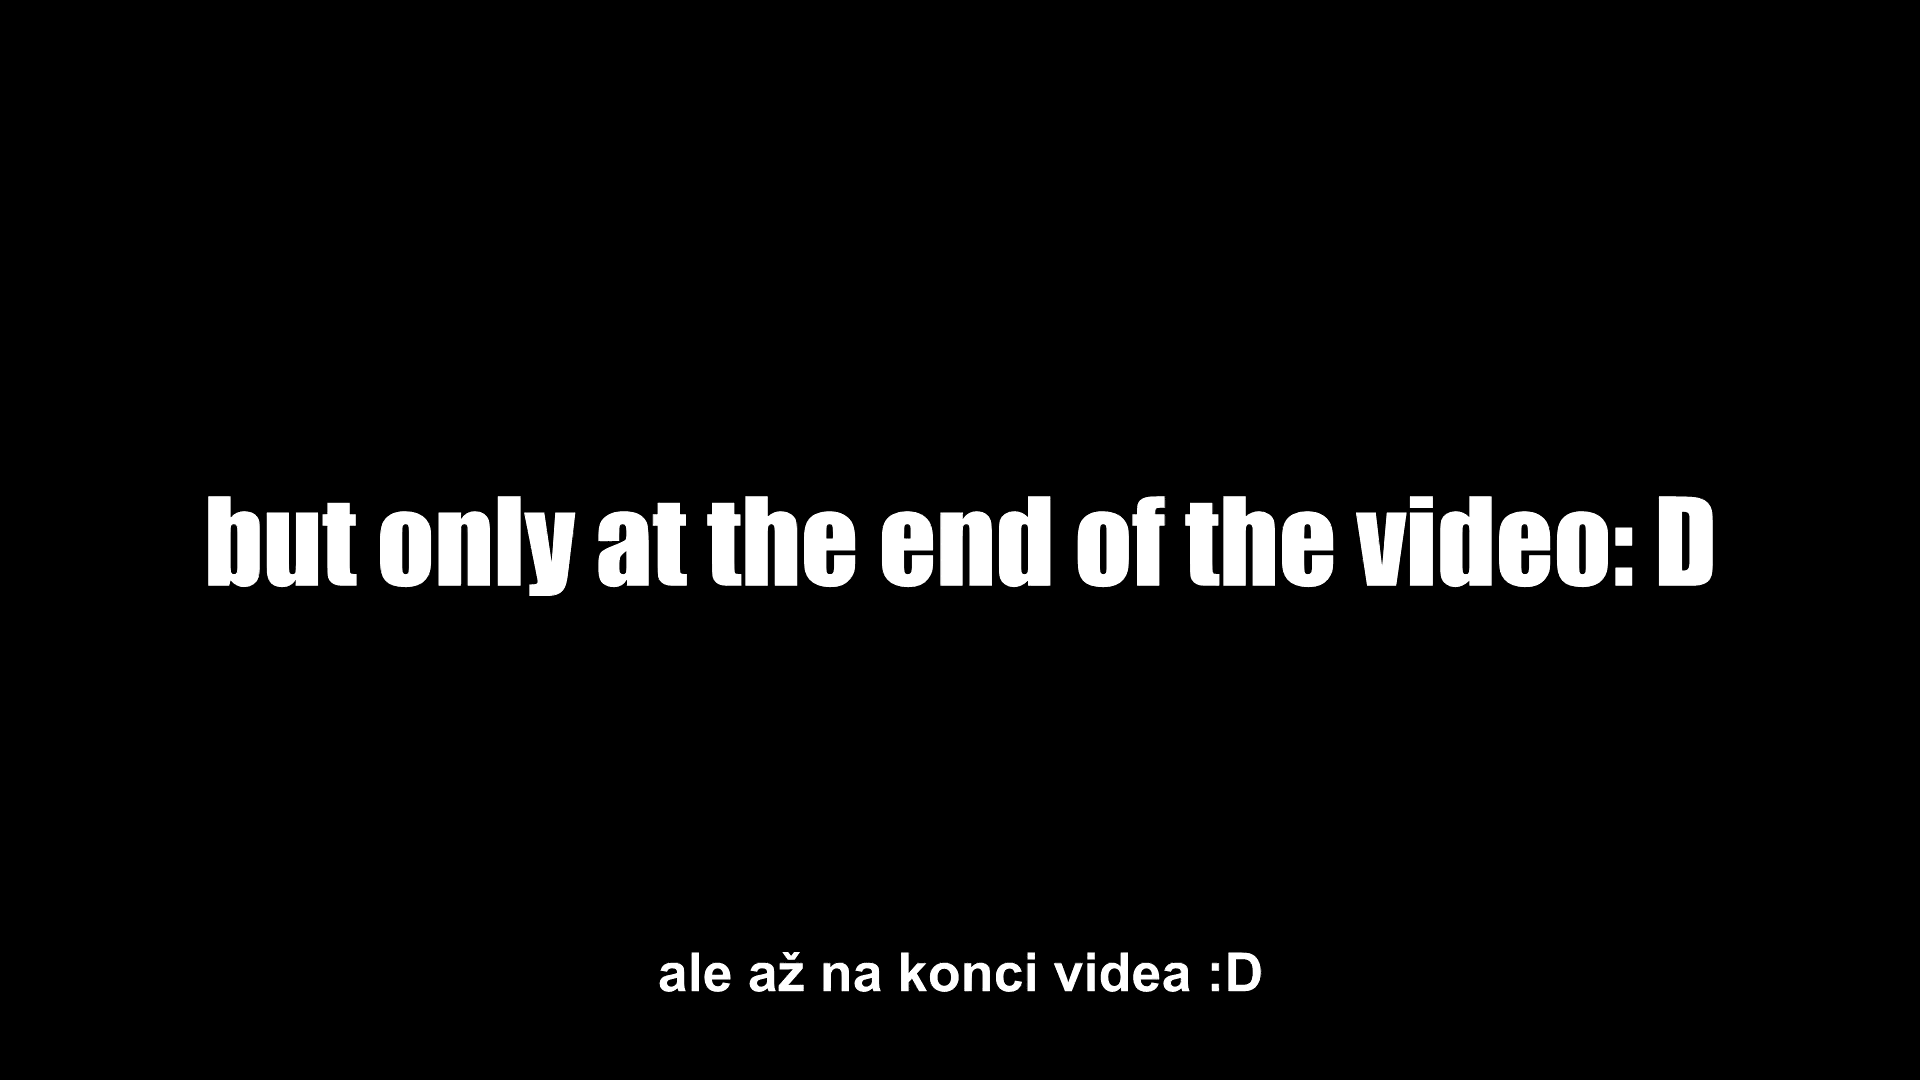 but only at the end of the video: D
ale až na konci videa :D